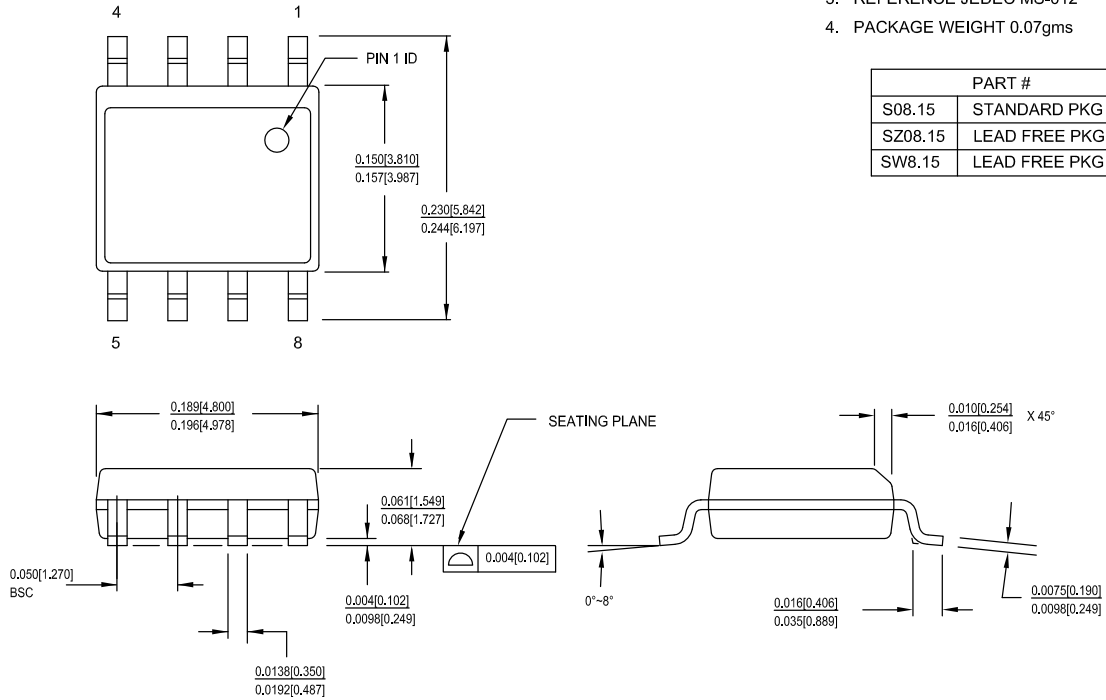 4. PACKAGE WEIGHT 0.07gms
PART #
S08.15 STANDARD PKG
SZ08.15 LEAD FREE PKG
SW8.15 LEAD FREE PKG
4 1
PIN 1 ID
0.150[3.810]
0.157[3.987]
0.230[5.842]
0.244[6.197]
5 8
0.189[4.800]
0.196[4.978]
SEATING PLANE
0.010[0.254]
0.016[0.406]
X 45°
0.061[1.549]
0.068[1.727]
0.004[0.102]
0.050[1.270]
BSC
0.004[0.102]
0.0098[0.249]
0°~8°
0.016[0.406]
0.035[0.889]
0.0075[0.190]
0.0098[0.249]
0.0138[0.350]
0.0192[0.487]